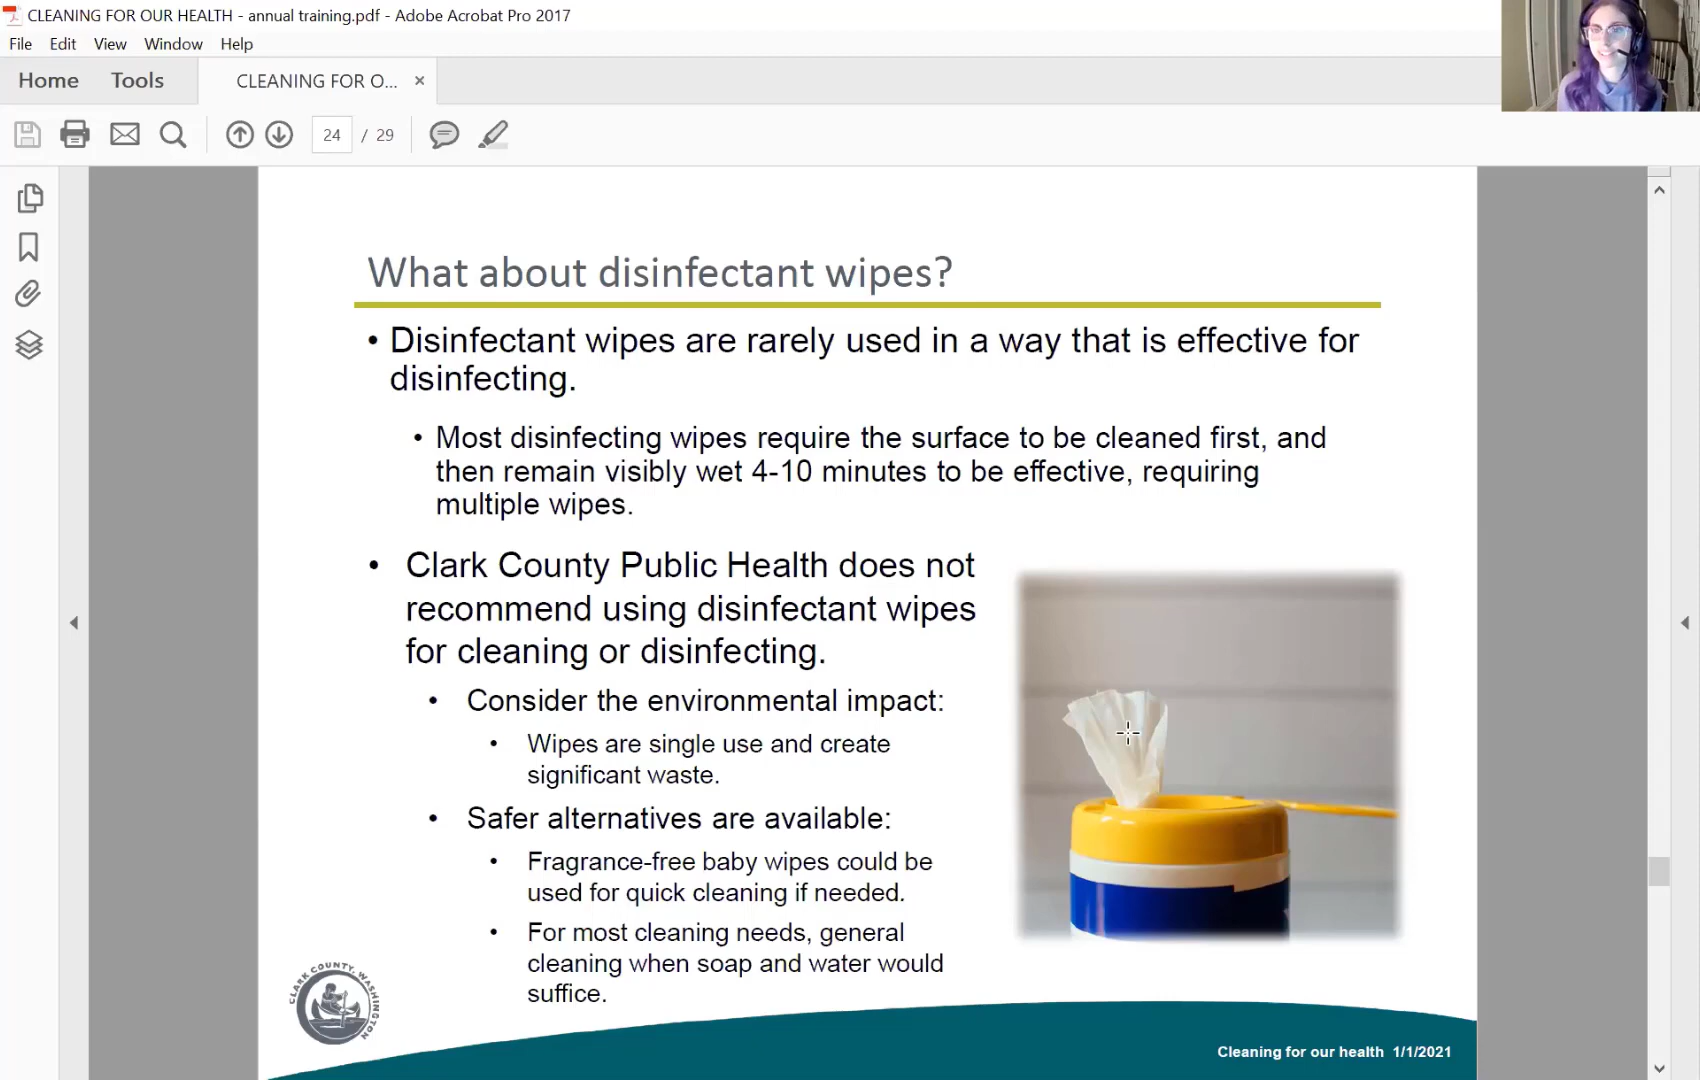 CLEANING FOR OUR HEALTH - annual training.pdf - Adobe Acrobat Pro 2017
File Edit View Window Help
Home Tools CLEANING FOR O... ×
24 / 29
What about disinfectant wipes?
• Disinfectant wipes are rarely used in a way that is effective for
disinfecting.
• Most disinfecting wipes require the surface to be cleaned first, and
then remain visibly wet 4-10 minutes to be effective, requiring
multiple wipes.
• Clark County Public Health does not
recommend using disinfectant wipes
for cleaning or disinfecting.
• Consider the environmental impact:
• Wipes are single use and create
significant waste.
• Safer alternatives are available:
• Fragrance-free baby wipes could be
used for quick cleaning if needed.
• For most cleaning needs, general
cleaning when soap and water would
suffice.
CLARK COUNTY, WASHINGTON
Cleaning for our health 1/1/2021